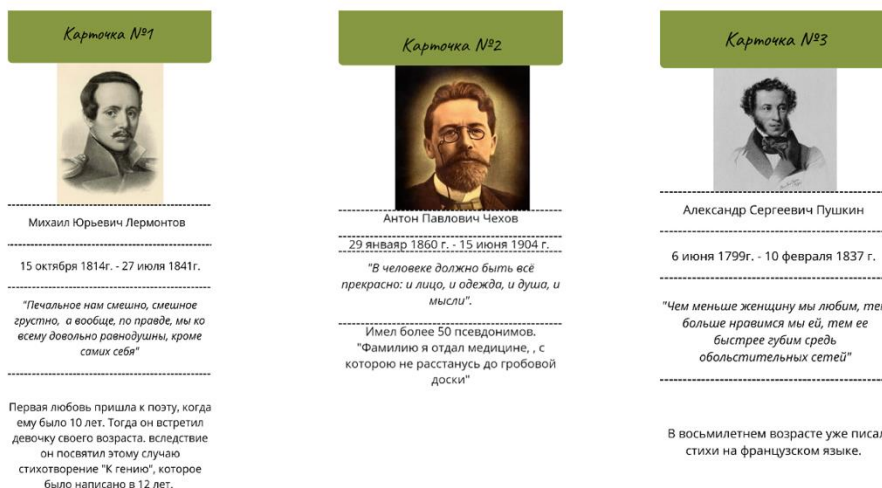 Карточка №1
Михаил Юрьевич Лермонтов
15 октября 1814г. - 27 июля 1841г.
"Печальное нам смешно, смешное
грустно, а вообще, по правде, мы ко
всему довольно равнодушны, кроме
самих себя"
Первая любовь пришла к поэту, когда
ему было 10 лет. Тогда он встретил
девочку своего возраста. вследствие
он посвятил этому случаю
стихотворение "К гению", которое
было написано в 12 лет.
Карточка №2
Антон Павлович Чехов
29 января 1860 г. - 15 июня 1904 г.
"В человеке должно быть всё
прекрасно: и лицо, и одежда, и душа, и
мысли".
Имел более 50 псевдонимов.
"Фамилию я отдал медицине, , с
которою не расстанусь до гробовой
доски"
Карточка №3
Александр Сергеевич Пушкин
6 июня 1799г. - 10 февраля 1837 г.
"Чем меньше женщину мы любим, тем
больше нравимся мы ей, тем ее
быстрее губим средь
обольстительных сетей"
В восьмилетнем возрасте уже писал
стихи на французском языке.